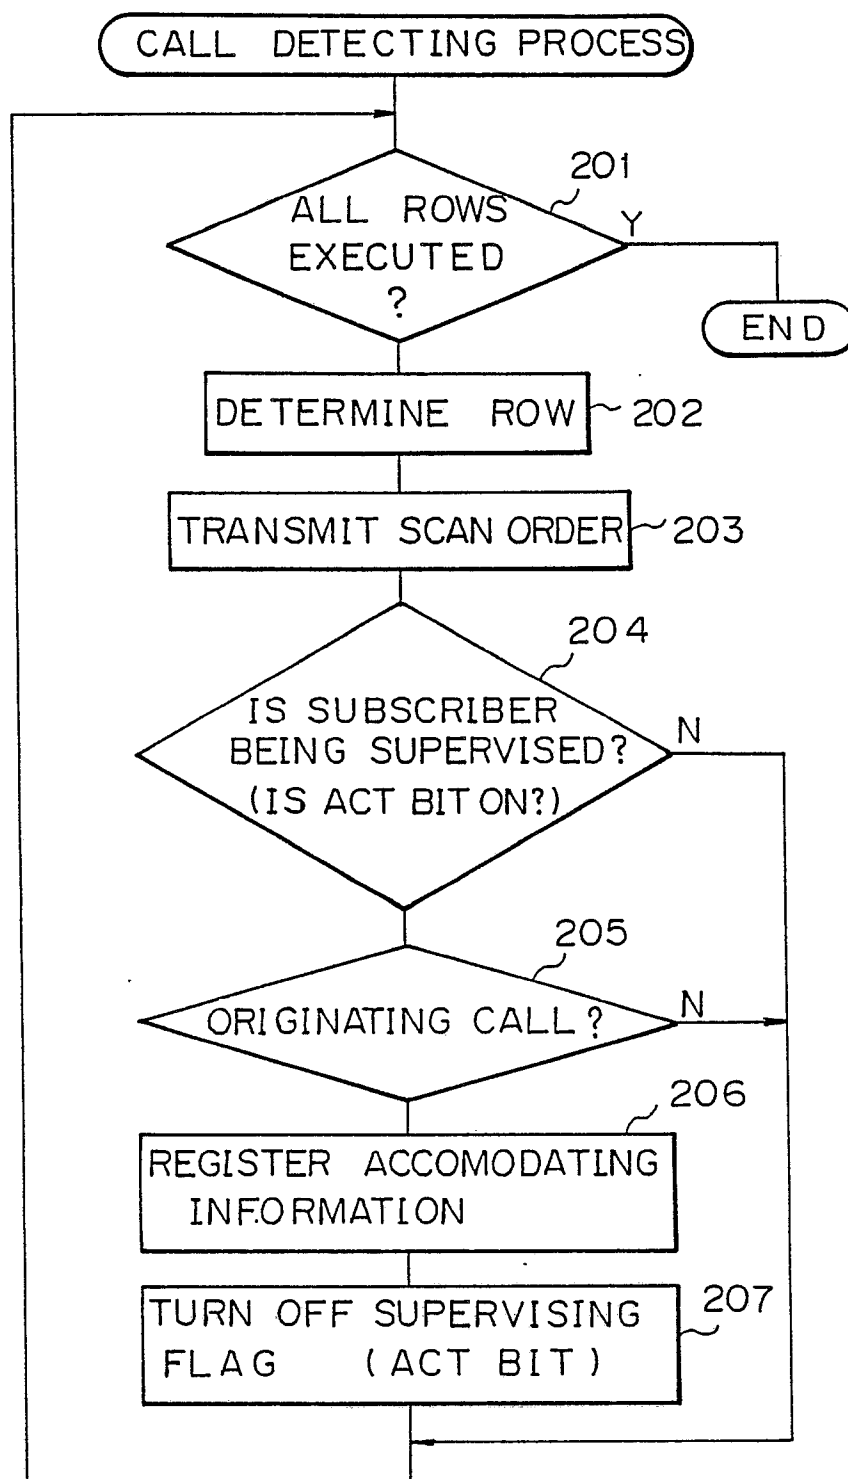 CALL DETECTING PROCESS
201
ALL ROWS
EXECUTED
?
Y
END
DETERMINE ROW
202
TRANSMIT SCAN ORDER
203
204
IS SUBSCRIBER
BEING SUPERVISED?
(IS ACT BIT ON?)
N
205
ORIGINATING CALL?
N
206
REGISTER ACCOMODATING
INFORMATION
207
TURN OFF SUPERVISING
FLAG (ACT BIT)